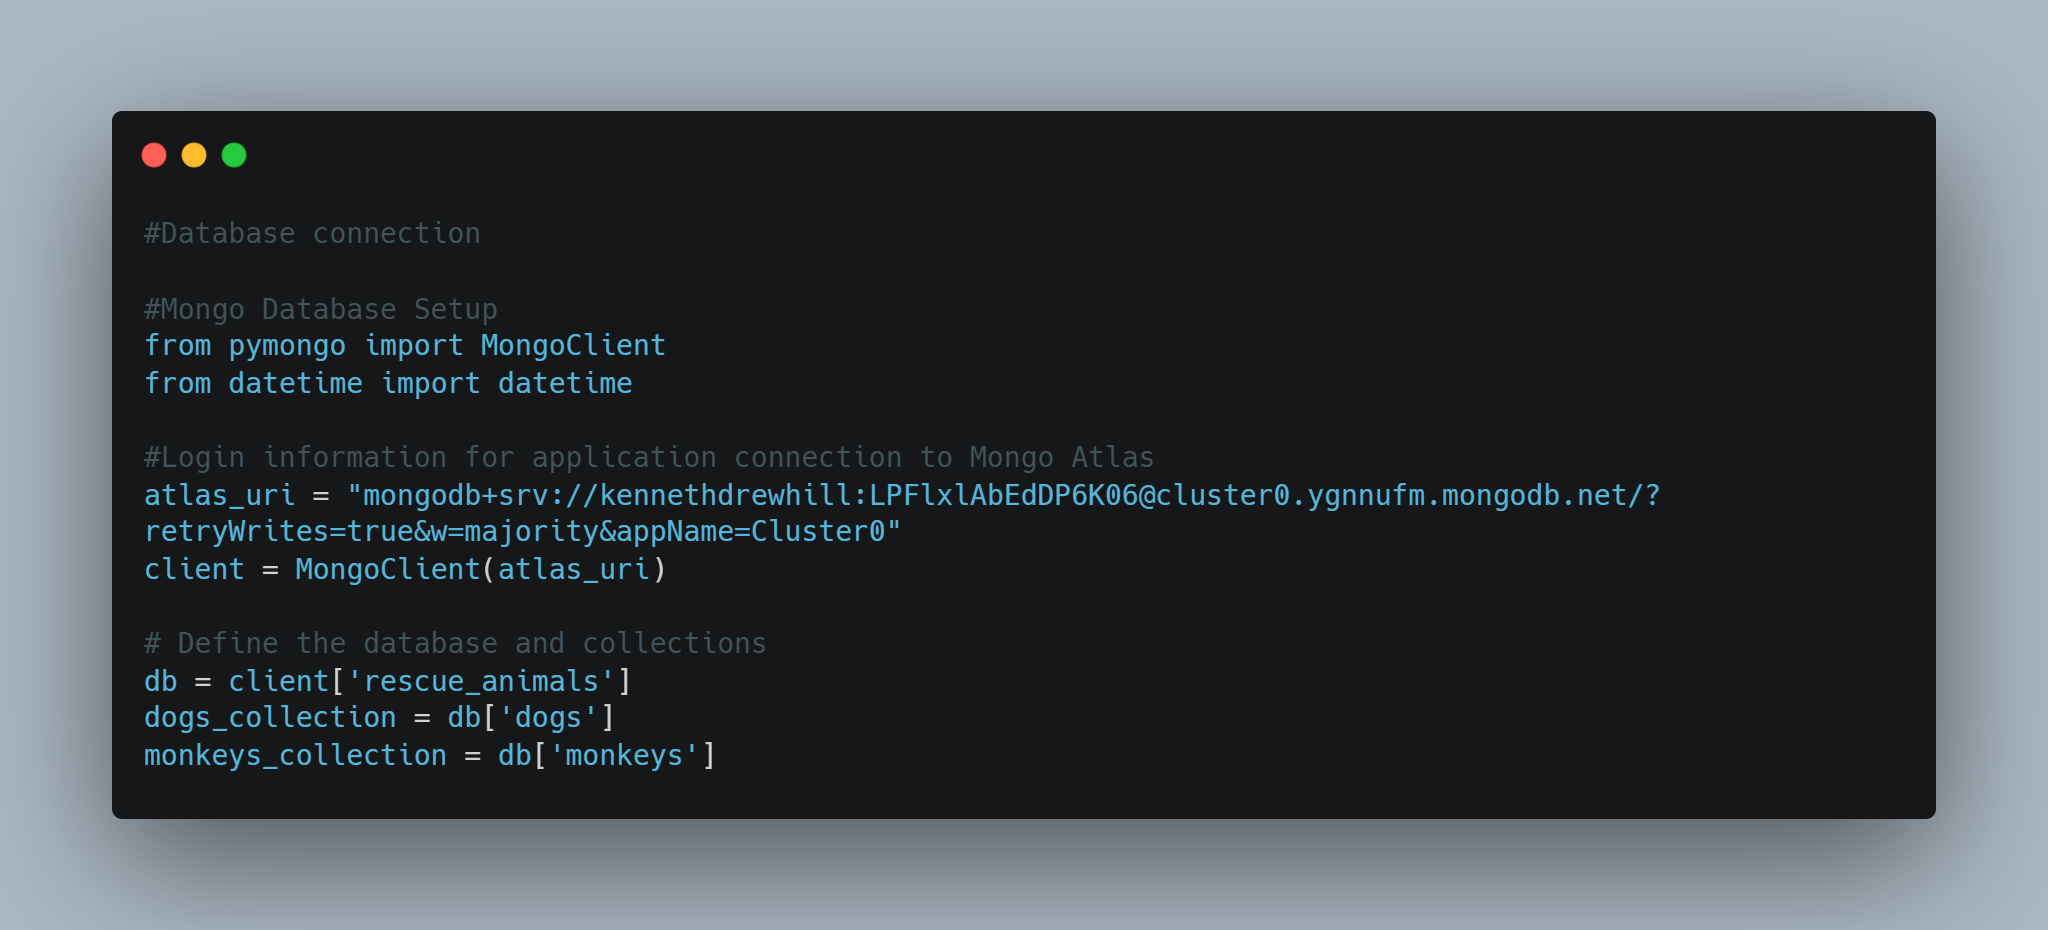 #Database connection
#Mongo Database Setup
from pymongo import MongoClient
from datetime import datetime
#Login information for application connection to Mongo Atlas
atlas_uri = "mongodb+srv://kennethdrewhill:LPFlxlAbEdDP6K06@cluster0.ygnnufm.mongodb.net/?
retryWrites=true&w=majority&appName=Cluster0"
client = MongoClient(atlas_uri)
# Define the database and collections
db = client['rescue_animals']
dogs_collection = db['dogs']
monkeys_collection = db['monkeys']